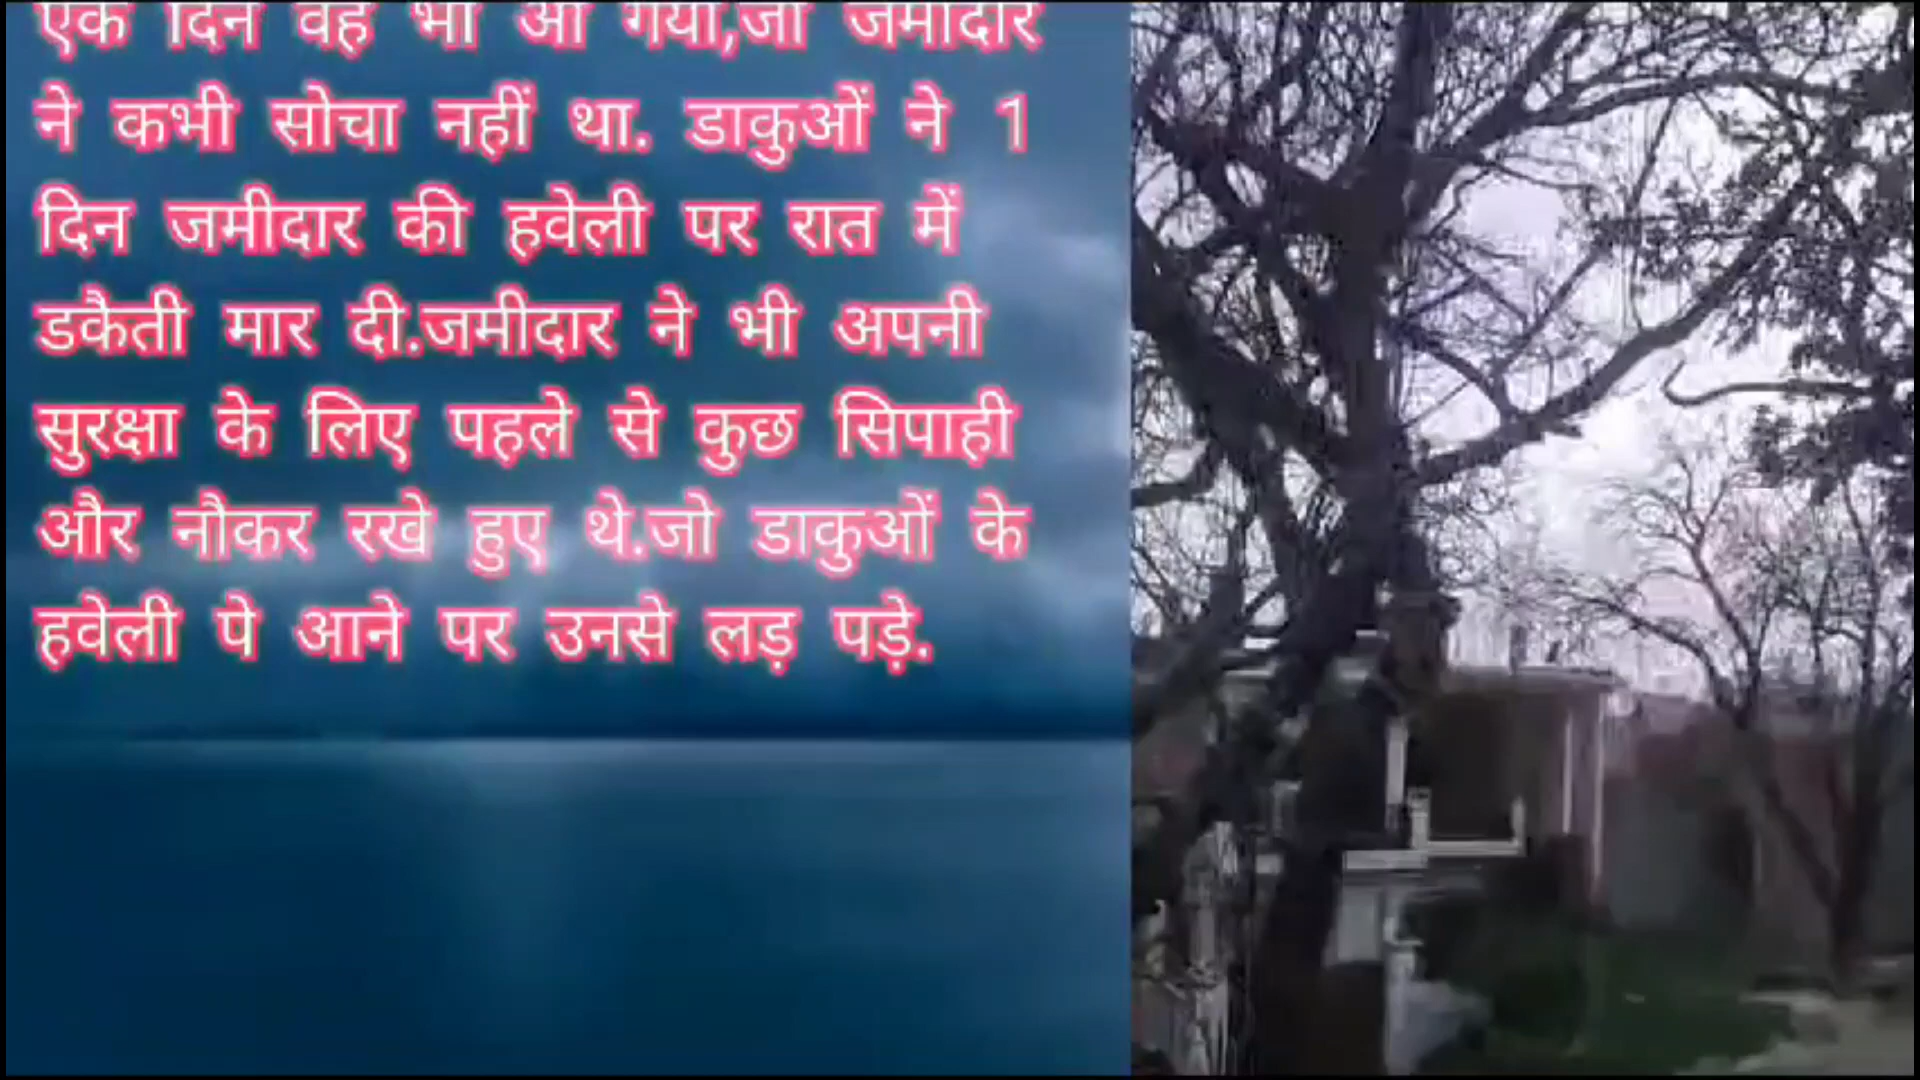 एक दिन वह भी आ गया,जो जमीदार
ने कभी सोचा नहीं था. डाकुओं ने 1
दिन जमीदार की हवेली पर रात में
डकैती मार दी.जमीदार ने भी अपनी
सुरक्षा के लिए पहले से कुछ सिपाही
और नौकर रखे हुए थे.जो डाकुओं के
हवेली पे आने पर उनसे लड़ पड़े.